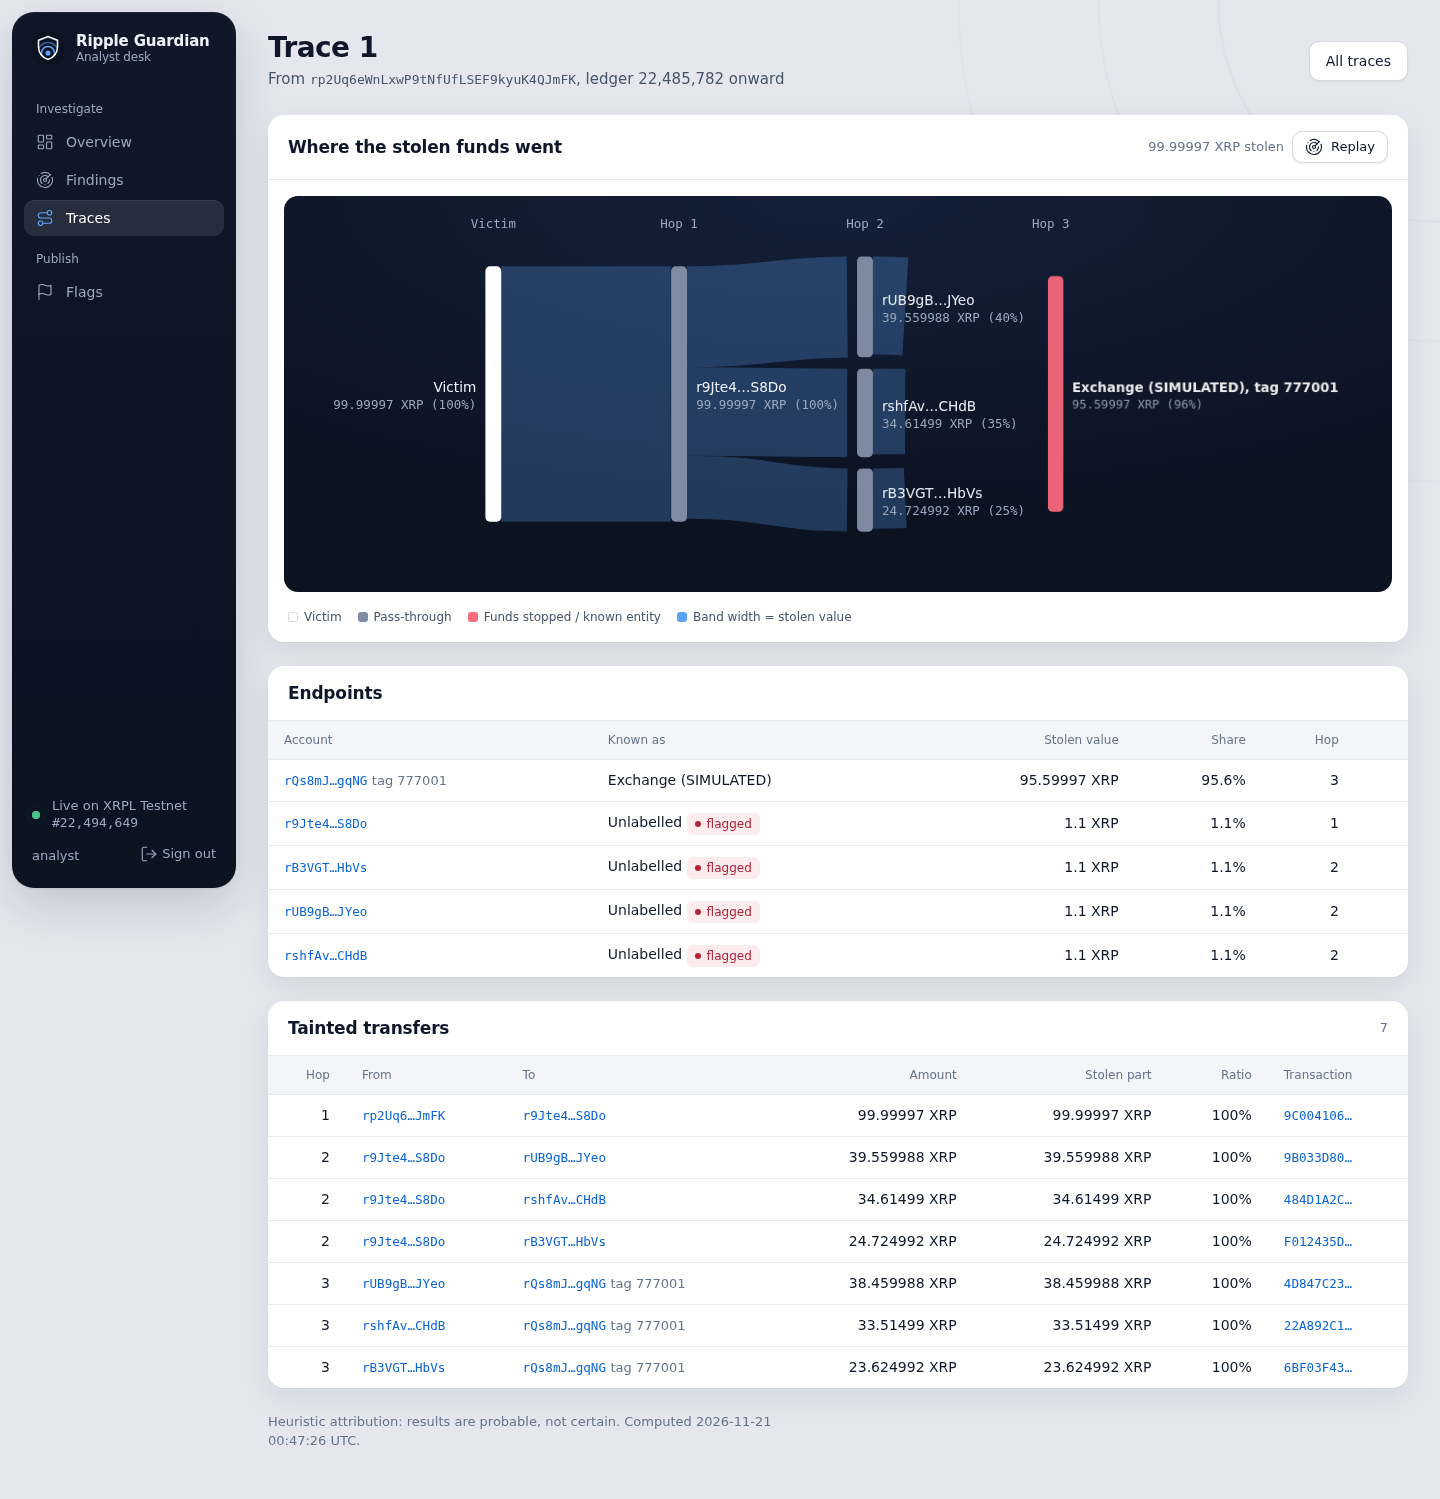 Ripple Guardian
Analyst desk
Investigate
Overview
Findings
Traces
Publish
Flags
Live on XRPL Testnet
#22,494,649
analyst
Sign out
Trace 1
From rp2Uq6eWnLxwP9tNfUfLSEF9kyuK4QJmFK, ledger 22,485,782 onward
All traces
Where the stolen funds went
99.99997 XRP stolen
Replay
Victim Hop 1 Hop 2 Hop 3
Victim
99.99997 XRP (100%)
r9Jte4…S8Do
99.99997 XRP (100%)
rUB9gB…JYeo
39.559988 XRP (40%)
rshfAv…CHdB
34.61499 XRP (35%)
rB3VGT…HbVs
24.724992 XRP (25%)
Exchange (SIMULATED), tag 777001
95.59997 XRP (96%)
Victim Pass-through Funds stopped / known entity Band width = stolen value
Endpoints
Account Known as Stolen value Share Hop
rQs8mJ…gqNG tag 777001 Exchange (SIMULATED) 95.59997 XRP 95.6% 3
r9Jte4…S8Do Unlabelled flagged 1.1 XRP 1.1% 1
rB3VGT…HbVs Unlabelled flagged 1.1 XRP 1.1% 2
rUB9gB…JYeo Unlabelled flagged 1.1 XRP 1.1% 2
rshfAv…CHdB Unlabelled flagged 1.1 XRP 1.1% 2
Tainted transfers 7
Hop From To Amount Stolen part Ratio Transaction
1 rp2Uq6…JmFK r9Jte4…S8Do 99.99997 XRP 99.99997 XRP 100% 9C004106…
2 r9Jte4…S8Do rUB9gB…JYeo 39.559988 XRP 39.559988 XRP 100% 9B033D80…
2 r9Jte4…S8Do rshfAv…CHdB 34.61499 XRP 34.61499 XRP 100% 484D1A2C…
2 r9Jte4…S8Do rB3VGT…HbVs 24.724992 XRP 24.724992 XRP 100% F012435D…
3 rUB9gB…JYeo rQs8mJ…gqNG tag 777001 38.459988 XRP 38.459988 XRP 100% 4D847C23…
3 rshfAv…CHdB rQs8mJ…gqNG tag 777001 33.51499 XRP 33.51499 XRP 100% 22A892C1…
3 rB3VGT…HbVs rQs8mJ…gqNG tag 777001 23.624992 XRP 23.624992 XRP 100% 6BF03F43…
Heuristic attribution: results are probable, not certain. Computed 2026-11-21
00:47:26 UTC.